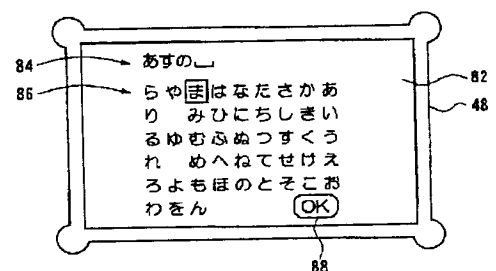 84
あすの
86
らやまはなたさかあ
り みひにちしきい
るゆむふぬつすくう
れ めへねてせけえ
ろよもほのとそこお
わをん OK
82
48
88